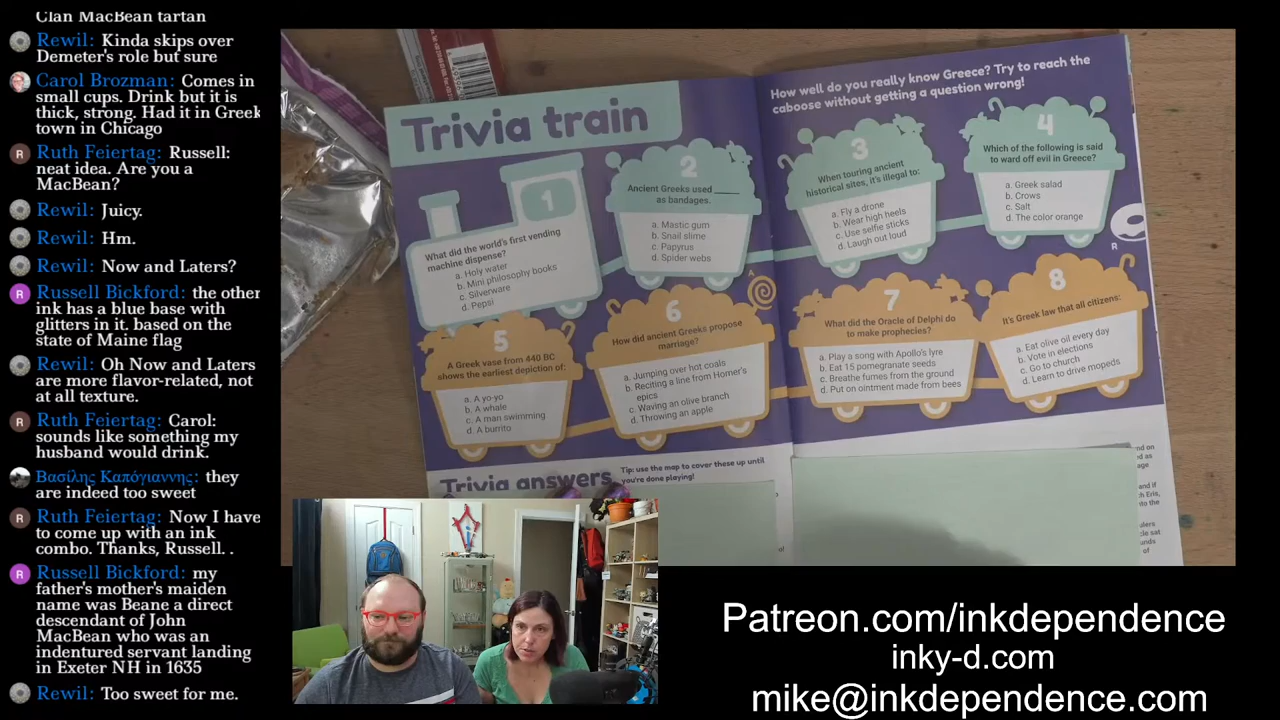 Clan MacBean tartan
Rewil: Kinda skips over
Demeter's role but sure
Carol Brozman: Comes in
small cups. Drink but it is
thick, strong. Had it in Greek
town in Chicago
Ruth Feiertag: Russell:
neat idea. Are you a
MacBean?
Rewil: Juicy.
Rewil: Hm.
Rewil: Now and Laters?
Russell Bickford: the other
ink has a blue base with
glitters in it. based on the
state of Maine flag
Rewil: Oh Now and Laters
are more flavor-related, not
at all texture.
Ruth Feiertag: Carol:
sounds like something my
husband would drink.
Βασίλης Καπόγιαννης: they
are indeed too sweet
Ruth Feiertag: Now I have
to come up with an ink
combo. Thanks, Russell. .
Russell Bickford: my
father's mother's maiden
name was Beane a direct
descendant of John
MacBean who was an
indentured servant landing
in Exeter NH in 1635
Rewil: Too sweet for me.
Trivia train
How well do you really know Greece? Try to reach the
caboose without getting a question wrong!
1
What did the world's first vending
machine dispense?
a. Holy water
b. Mini philosophy books
c. Silverware
d. Pepsi
2
Ancient Greeks used _____
as bandages.
a. Mastic gum
b. Snail slime
c. Papyrus
d. Spider webs
3
When touring ancient
historical sites, it's illegal to:
a. Fly a drone
b. Wear high heels
c. Use selfie sticks
d. Laugh out loud
4
Which of the following is said
to ward off evil in Greece?
a. Greek salad
b. Crows
c. Salt
d. The color orange
R
A
5
A Greek vase from 440 BC
shows the earliest depiction of:
a. A yo-yo
b. A whale
c. A man swimming
d. A burrito
6
How did ancient Greeks propose
marriage?
a. Jumping over hot coals
b. Reciting a line from Homer's
epics
c. Waving an olive branch
d. Throwing an apple
7
What did the Oracle of Delphi do
to make prophecies?
a. Play a song with Apollo's lyre
b. Eat 15 pomegranate seeds
c. Breathe fumes from the ground
d. Put on ointment made from bees
8
It's Greek law that all citizens:
a. Eat olive oil every day
b. Vote in elections
c. Go to church
d. Learn to drive mopeds
Trivia answers
Tip: use the map to cover these up until
you're done playing!
Patreon.com/inkdependence
inky-d.com
mike@inkdependence.com